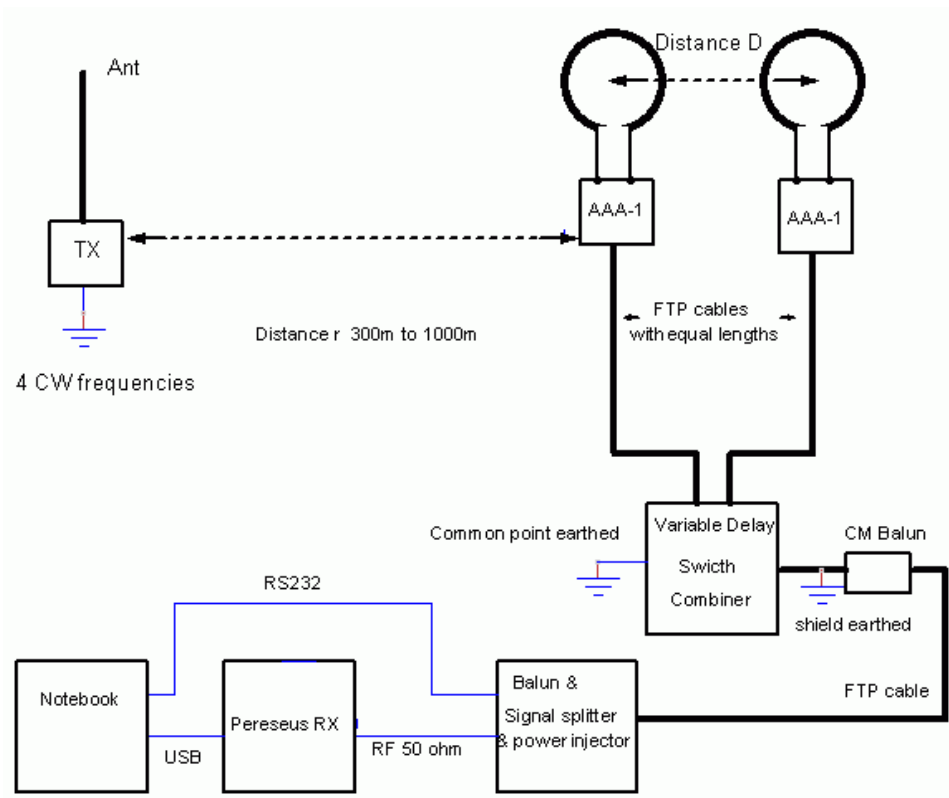 Ant
Distance D
AAA-1
AAA-1
TX
FTP cables
with equal lengths
Distance r 300m to 1000m
4 CW frequencies
Variable Delay
Swicth
Combiner
Common point earthed
CM Balun
shield earthed
RS232
FTP cable
Notebook
Pereseus RX
Balun &
Signal splitter
& power injector
USB
RF 50 ohm